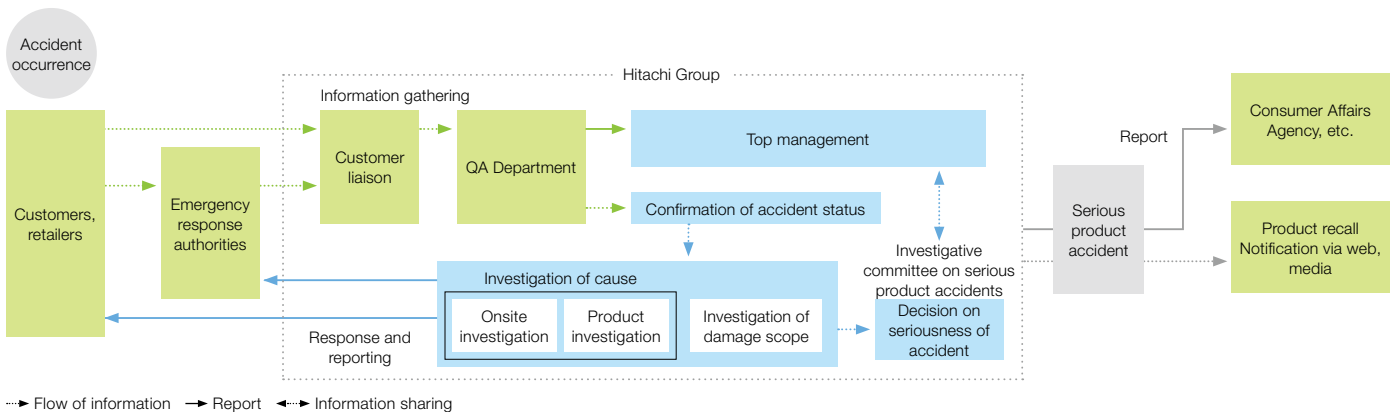 Accident
occurrence
Hitachi Group
Information gathering
Customers,
retailers
Emergency
response
authorities
Customer
liaison
QA Department
Top management
Confirmation of accident status
Investigation of cause
Onsite
investigation
Product
investigation
Investigation of
damage scope
Response and
reporting
Investigative
committee on serious
product accidents
Decision on
seriousness of
accident
Serious
product
accident
Report
Consumer Affairs
Agency, etc.
Product recall
Notification via web,
media
Flow of information
Report
Information sharing